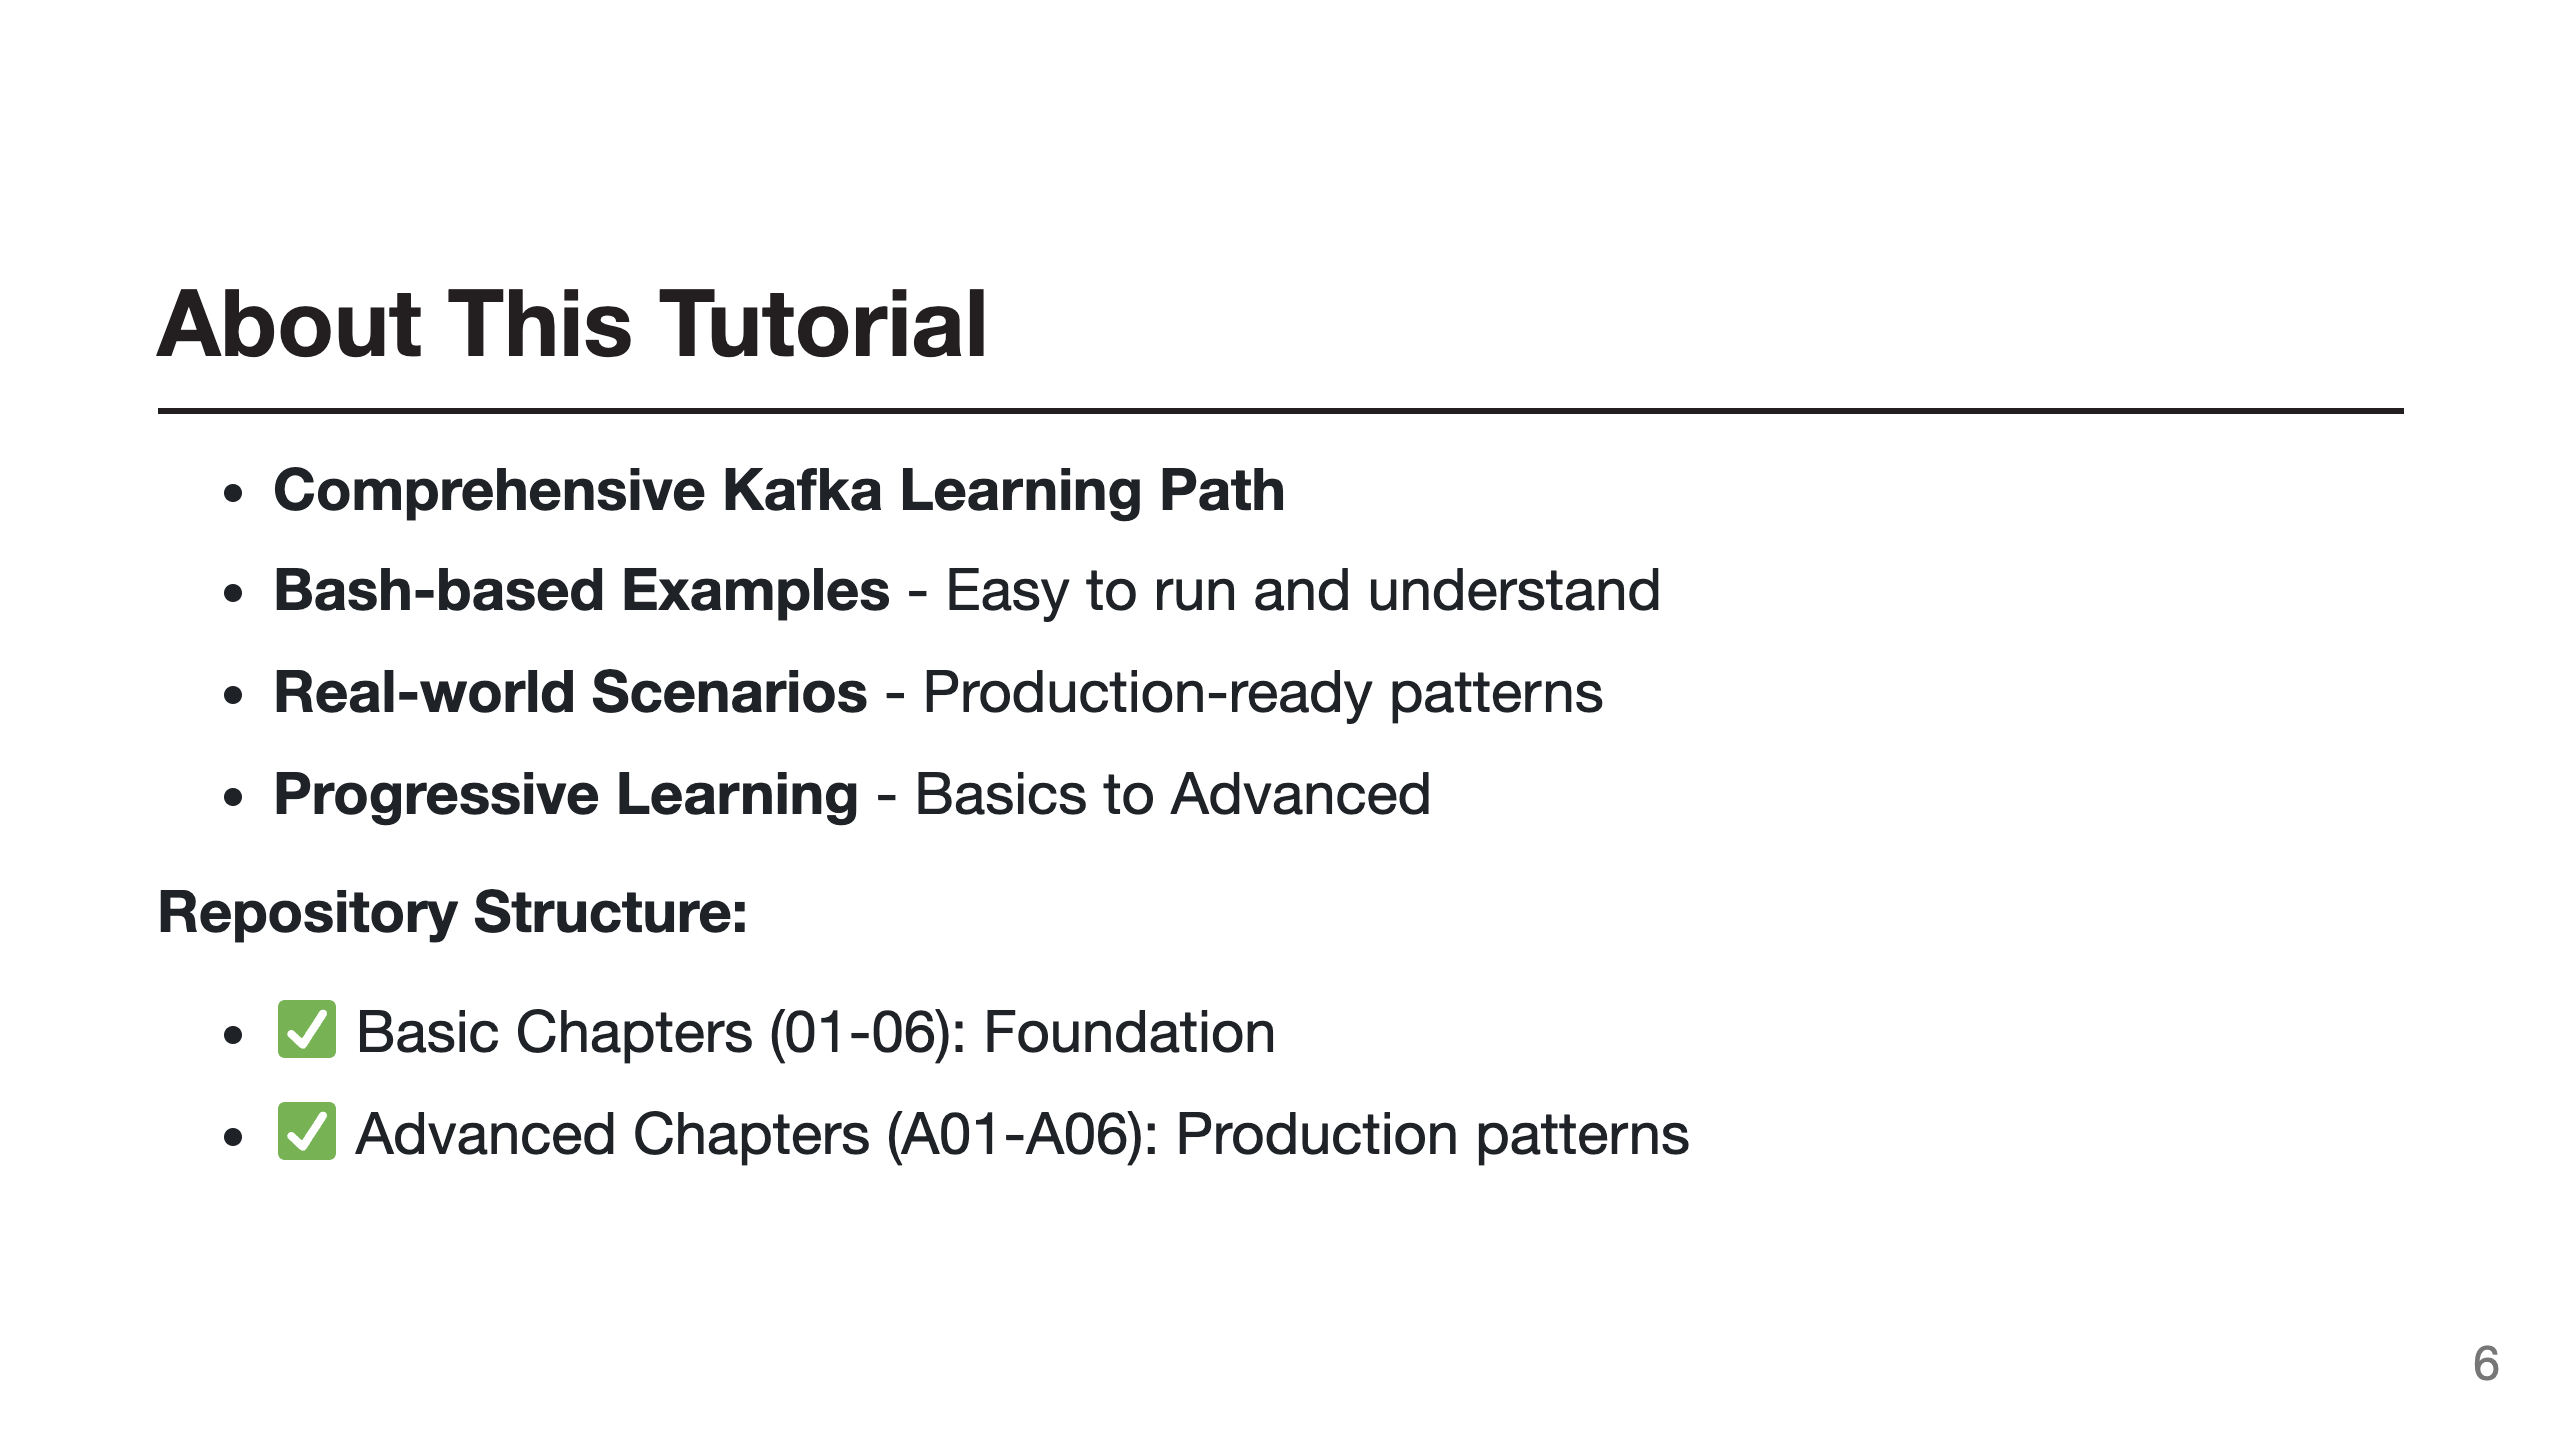 About This Tutorial
• Comprehensive Kafka Learning Path
• Bash-based Examples - Easy to run and understand
• Real-world Scenarios - Production-ready patterns
• Progressive Learning - Basics to Advanced
Repository Structure:
• ✅ Basic Chapters (01-06): Foundation
• ✅ Advanced Chapters (A01-A06): Production patterns
6